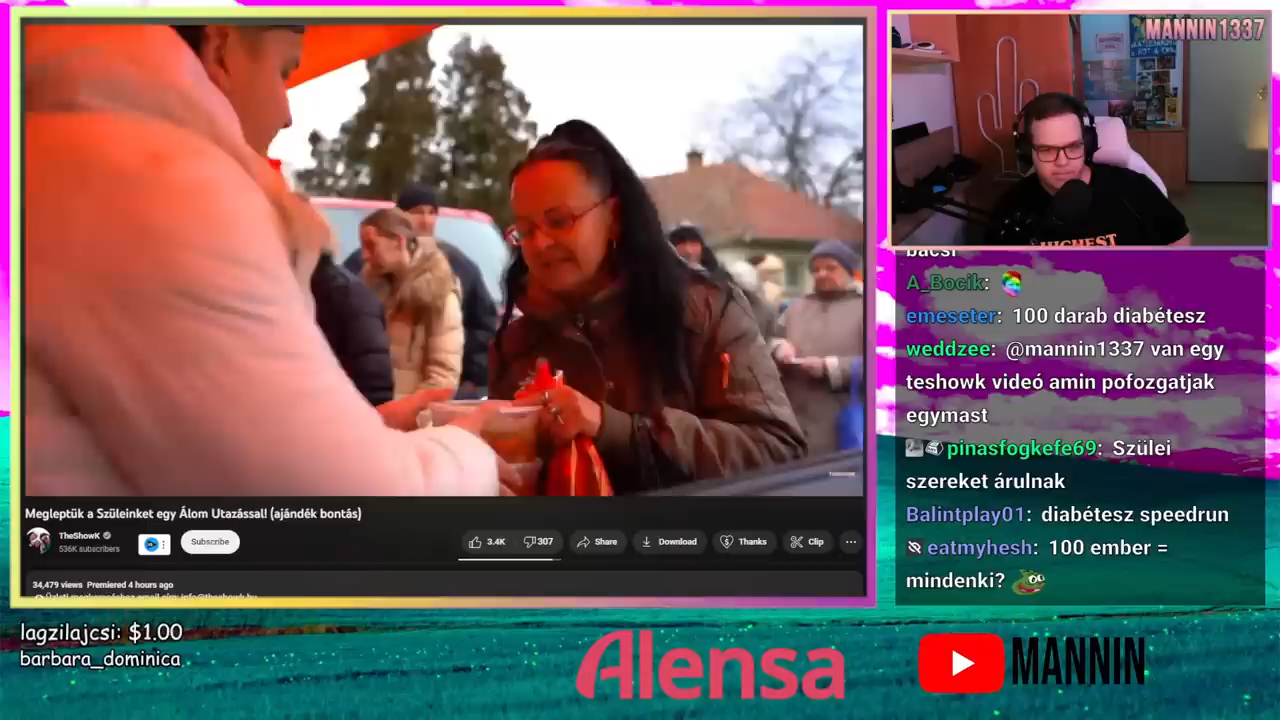 MANNIN1337
HIGHEST
bácsi
A_Bocik:
emeseter: 100 darab diabétesz
weddzee: @mannin1337 van egy
teshowk videó amin pofozgatjak
egymast
pinasfogkefe69: Szülei
szereket árulnak
Balintplay01: diabétesz speedrun
eatmyhesh: 100 ember =
mindenki?
Megleptük a Szüleinket egy Álom Utazással! (ajándék bontás)
TheShowK
536K subscribers
Subscribe
3.4K
307
Share
Download
Thanks
Clip
34,479 views Premiered 4 hours ago
lagzilajcsi: $1.00
barbara_dominica
Alensa
MANNIN